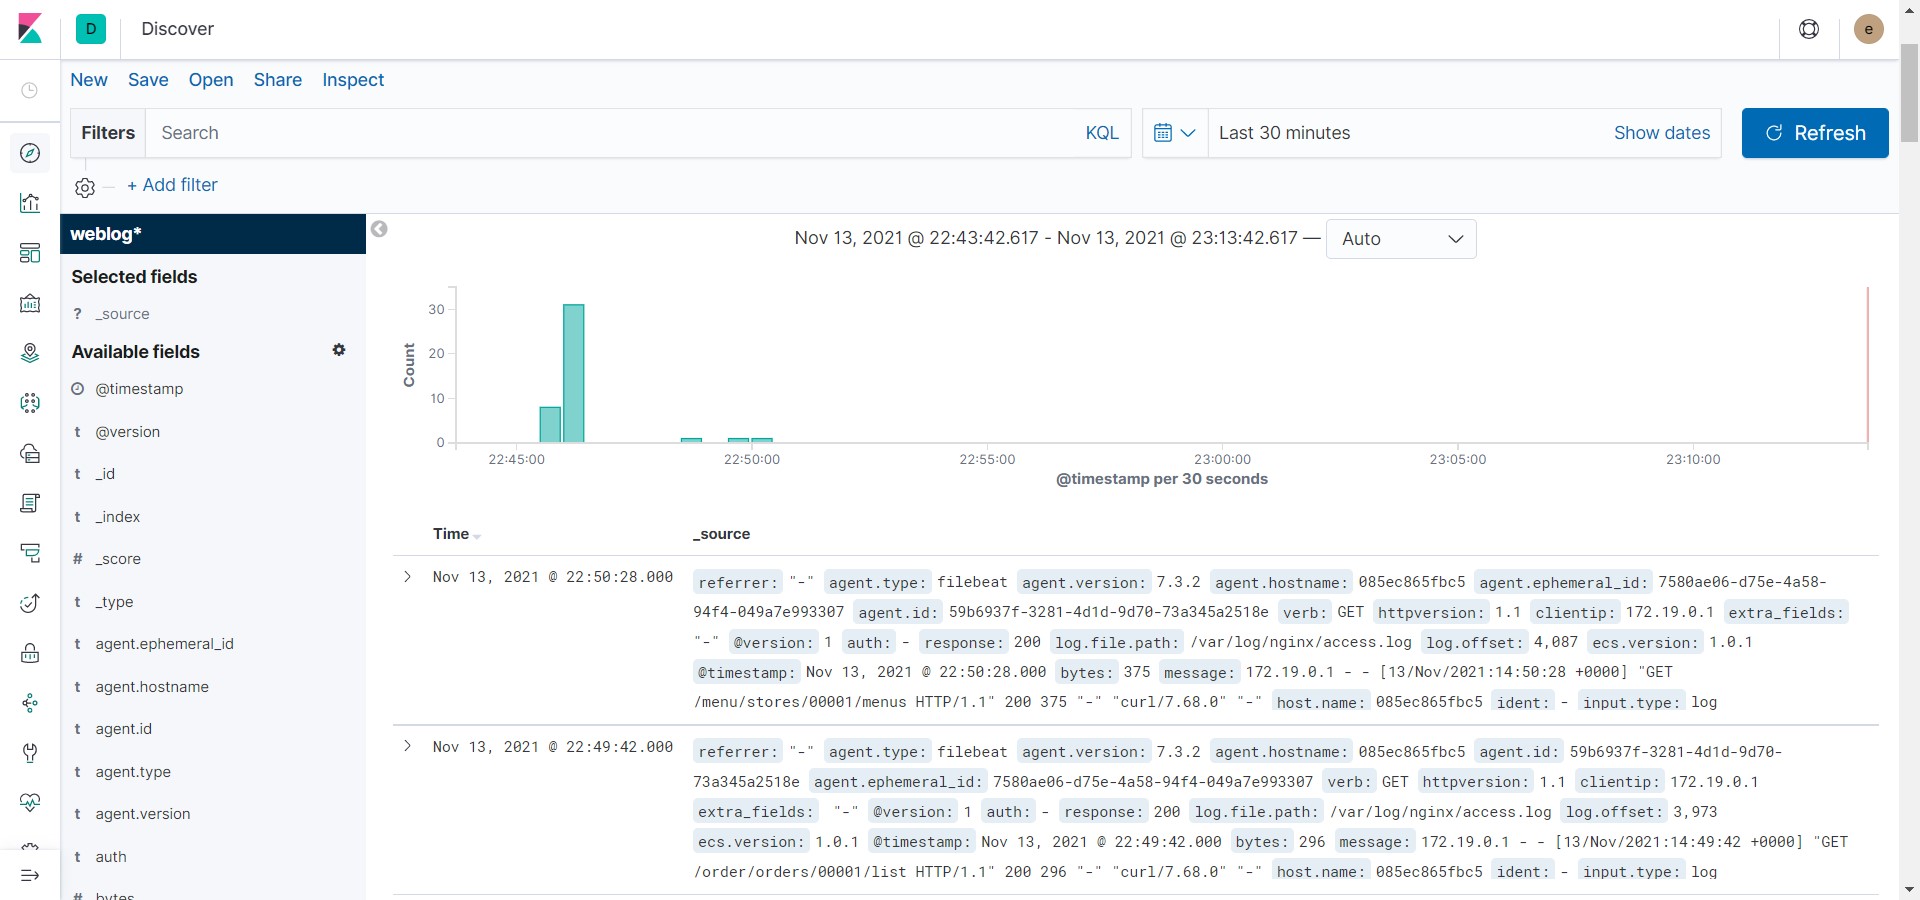 D Discover e
New Save Open Share Inspect
Filters Search KQL Last 30 minutes Show dates Refresh
+ Add filter
weblog*
Selected fields
? _source
Available fields
@timestamp
t @version
t _id
t _index
# _score
t _type
t agent.ephemeral_id
t agent.hostname
t agent.id
t agent.type
t agent.version
t auth
# bytes
Nov 13, 2021 @ 22:43:42.617 - Nov 13, 2021 @ 23:13:42.617 — Auto
Count
30
20
10
0
22:45:00 22:50:00 22:55:00 23:00:00 23:05:00 23:10:00
@timestamp per 30 seconds
Time _source
Nov 13, 2021 @ 22:50:28.000 referrer: "-" agent.type: filebeat agent.version: 7.3.2 agent.hostname: 085ec865fbc5 agent.ephemeral_id: 7580ae06-d75e-4a58-
94f4-049a7e993307 agent.id: 59b6937f-3281-4d1d-9d70-73a345a2518e verb: GET httpversion: 1.1 clientip: 172.19.0.1 extra_fields:
"-" @version: 1 auth: - response: 200 log.file.path: /var/log/nginx/access.log log.offset: 4,087 ecs.version: 1.0.1
@timestamp: Nov 13, 2021 @ 22:50:28.000 bytes: 375 message: 172.19.0.1 - - [13/Nov/2021:14:50:28 +0000] "GET
/menu/stores/00001/menus HTTP/1.1" 200 375 "-" "curl/7.68.0" "-" host.name: 085ec865fbc5 ident: - input.type: log
Nov 13, 2021 @ 22:49:42.000 referrer: "-" agent.type: filebeat agent.version: 7.3.2 agent.hostname: 085ec865fbc5 agent.id: 59b6937f-3281-4d1d-9d70-
73a345a2518e agent.ephemeral_id: 7580ae06-d75e-4a58-94f4-049a7e993307 verb: GET httpversion: 1.1 clientip: 172.19.0.1
extra_fields: "-" @version: 1 auth: - response: 200 log.file.path: /var/log/nginx/access.log log.offset: 3,973
ecs.version: 1.0.1 @timestamp: Nov 13, 2021 @ 22:49:42.000 bytes: 296 message: 172.19.0.1 - - [13/Nov/2021:14:49:42 +0000] "GET
/order/orders/00001/list HTTP/1.1" 200 296 "-" "curl/7.68.0" "-" host.name: 085ec865fbc5 ident: - input.type: log